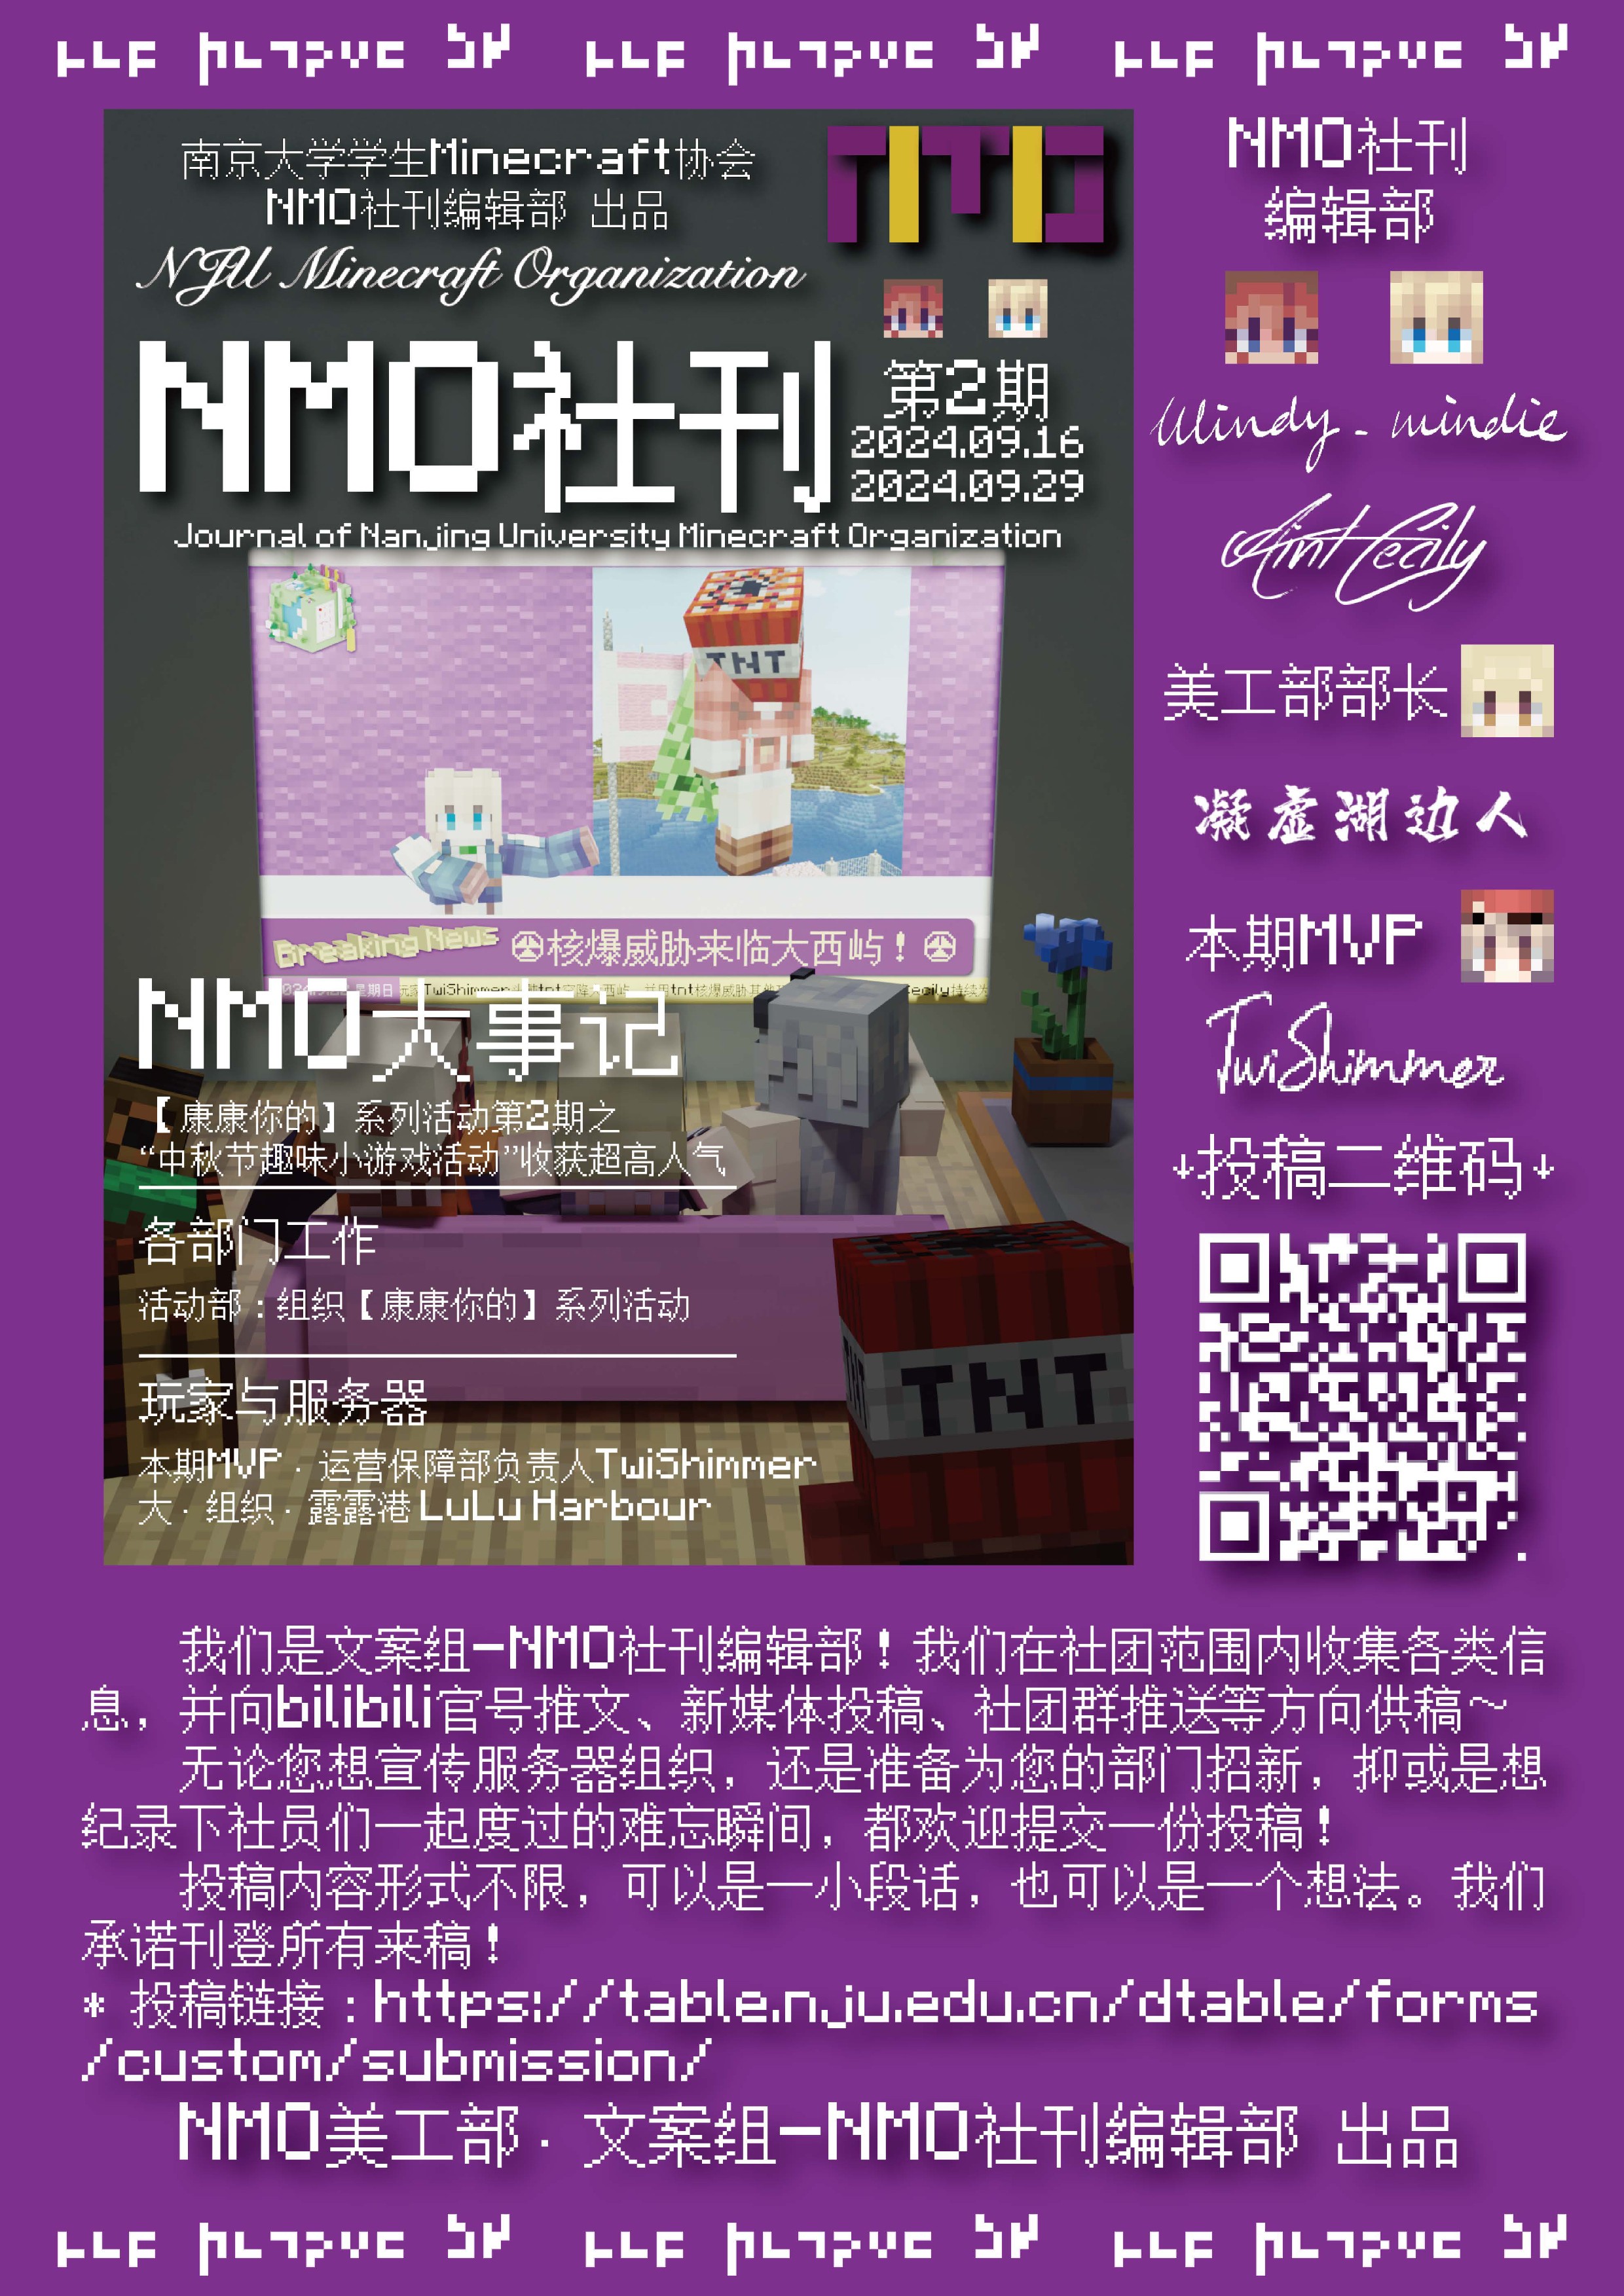 南京大学学生Minecraft协会
NMO社刊编辑部 出品
NJU Minecraft Organization
NMO
NMO社刊
第2期
2024.09.16
2024.09.29
Journal of Nanjing University Minecraft Organization
TNT
Breaking News
核爆威胁来临大西屿！
星期日
NMO大事记
【康康你的】系列活动第2期之
“中秋节趣味小游戏活动”收获超高人气
各部门工作
活动部：组织【康康你的】系列活动
玩家与服务器
本期MVP · 运营保障部负责人TwiShimmer
大 · 组织 · 露露港 LuLu Harbour
TNT
NMO社刊
编辑部
Windy_mindie
AintCecily
美工部部长
凝虚湖边人
本期MVP
TwiShimmer
↓投稿二维码↓
我们是文案组-NMO社刊编辑部！我们在社团范围内收集各类信
息，并向bilibili官号推文、新媒体投稿、社团群推送等方向供稿～
无论您想宣传服务器组织，还是准备为您的部门招新，抑或是想
纪录下社员们一起度过的难忘瞬间，都欢迎提交一份投稿！
投稿内容形式不限，可以是一小段话，也可以是一个想法。我们
承诺刊登所有来稿！
* 投稿链接：https://table.nju.edu.cn/dtable/forms
/custom/submission/
NMO美工部 · 文案组-NMO社刊编辑部 出品